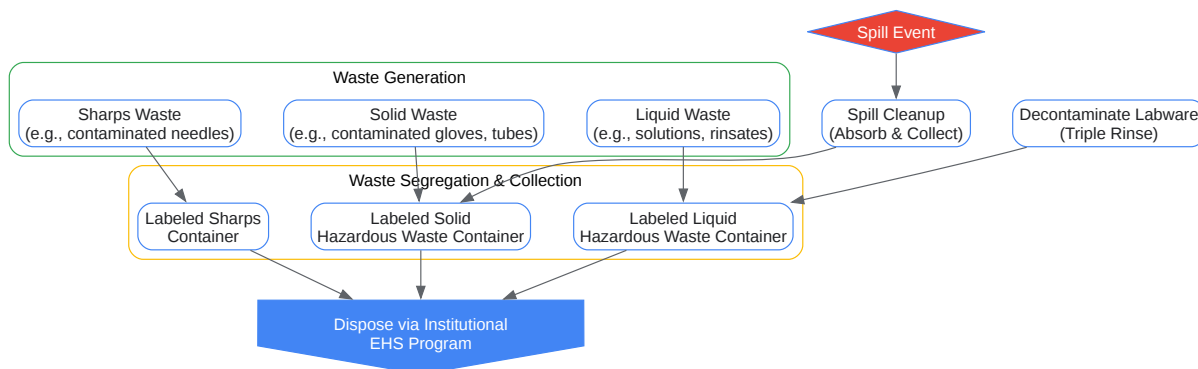 Spill Event
Waste Generation
Sharps Waste
(e.g., contaminated needles)
Solid Waste
(e.g., contaminated gloves, tubes)
Liquid Waste
(e.g., solutions, rinsates)
Spill Cleanup
(Absorb & Collect)
Decontaminate Labware
(Triple Rinse)
Waste Segregation & Collection
Labeled Sharps
Container
Labeled Solid
Hazardous Waste Container
Labeled Liquid
Hazardous Waste Container
Dispose via Institutional
EHS Program